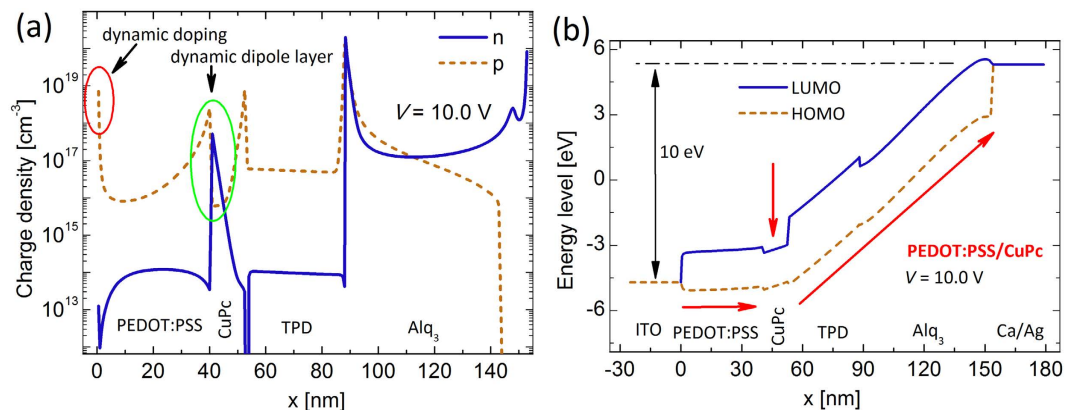 (a)
dynamic doping
dynamic dipole layer
n
p
V = 10.0 V
Charge density [cm-3]
10^19
10^17
10^15
10^13
PEDOT:PSS
CuPc
TPD
Alq3
0 20 40 60 80 100 120 140
x [nm]
(b)
LUMO
HOMO
10 eV
PEDOT:PSS/CuPc
V = 10.0 V
Energy level [eV]
6
3
0
-3
-6
ITO PEDOT:PSS CuPc TPD Alq3 Ca/Ag
-30 0 30 60 90 120 150 180
x [nm]